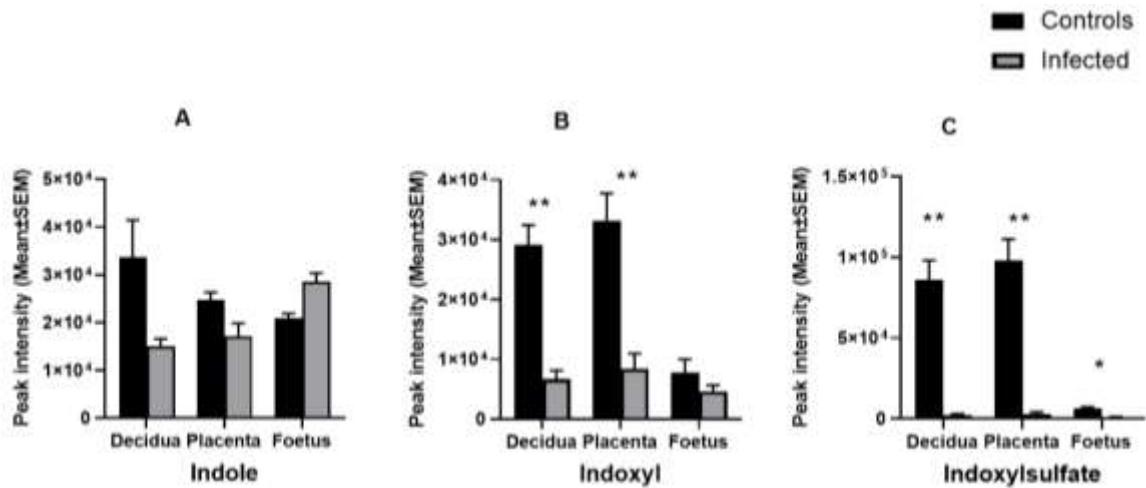 Controls
Infected
A
B
C
Peak intensity (Mean±SEM)
5×10⁴
4×10⁴
3×10⁴
2×10⁴
1×10⁴
0
Decidua Placenta Foetus
Indole
Peak intensity (Mean±SEM)
4×10⁴
3×10⁴
2×10⁴
1×10⁴
0
**
**
Decidua Placenta Foetus
Indoxyl
Peak intensity (Mean±SEM)
1.5×10⁵
1×10⁵
5×10⁴
0
**
**
*
Decidua Placenta Foetus
Indoxylsulfate